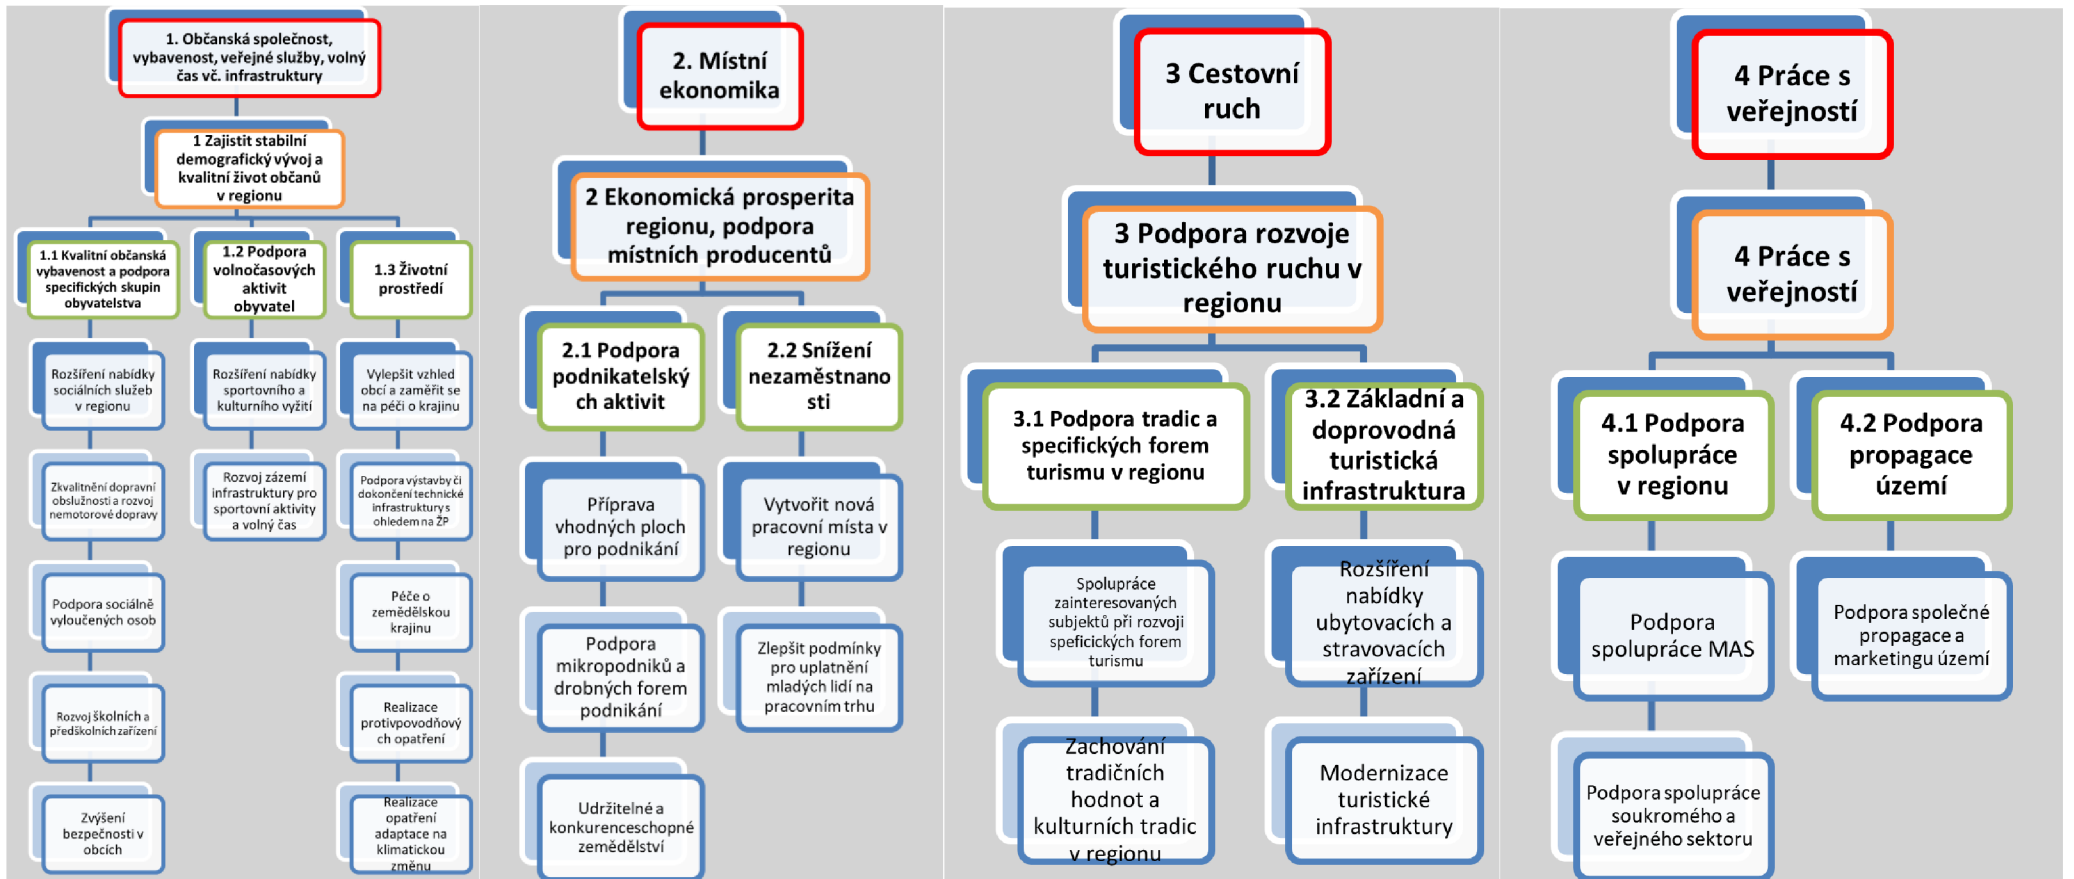 1. Občanská společnost,
vybavenost, veřejné služby, volný
čas vč. infrastruktury
1 Zajistit stabilní
demografický vývoj a
kvalitní život občanů
v regionu
1.1 Kvalitní občanská
vybavenost a podpora
specifických skupin
obyvatelstva
Rozšíření nabídky
sociálních služeb
v regionu
Zkvalitnění dopravní
obslužnosti a rozvoj
nemotorové dopravy
Podpora sociálně
vyloučených osob
Rozvoj školních a
předškolních zařízení
Zvýšení
bezpečnosti v
obcích
1.2 Podpora
volnočasových
aktivit
obyvatel
Rozšíření nabídky
sportovního a
kulturního vyžití
Rozvoj zázemí
infrastruktury pro
sportovní aktivity
a volný čas
1.3 Životní
prostředí
Vylepšit vzhled
obcí a zaměřit se
na péči o krajinu
Podpora výstavby či
dokončení technické
infrastruktury s
ohledem na ŽP
Péče o
zemědělskou
krajinu
Realizace
protivpovodňový
ch opatření
Realizace
opatření
adaptace na
klimatickou
změnu
2. Místní
ekonomika
2 Ekonomická prosperita
regionu, podpora
místních producentů
2.1 Podpora
podnikatelský
ch aktivit
Příprava
vhodných ploch
pro podnikání
Podpora
mikropodniků a
drobných forem
podnikání
Udržitelné a
konkurenceschopné
zemědělství
2.2 Snížení
nezaměstnano
sti
Vytvořit nová
pracovní místa v
regionu
Zlepšit podmínky
pro uplatnění
mladých lidí na
pracovním trhu
3 Cestovní
ruch
3 Podpora rozvoje
turistického ruchu v
regionu
3.1 Podpora tradic a
specifických forem
turismu v regionu
Spolupráce
zainteresovaných
subjektů při rozvoji
speficických forem
turismu
Zachování
tradičních
hodnot a
kulturních tradic
v regionu
3.2 Základní a
doprovodná
turistická
infrastruktura
Rozšíření
nabídky
ubytovacích a
stravovacích
zařízení
Modernizace
turistické
infrastruktury
4 Práce s
veřejností
4 Práce s
veřejností
4.1 Podpora
spolupráce
v regionu
Podpora
spolupráce MAS
Podpora spolupráce
soukromého a
veřejného sektoru
4.2 Podpora
propagace
území
Podpora společné
propagace a
marketingu území